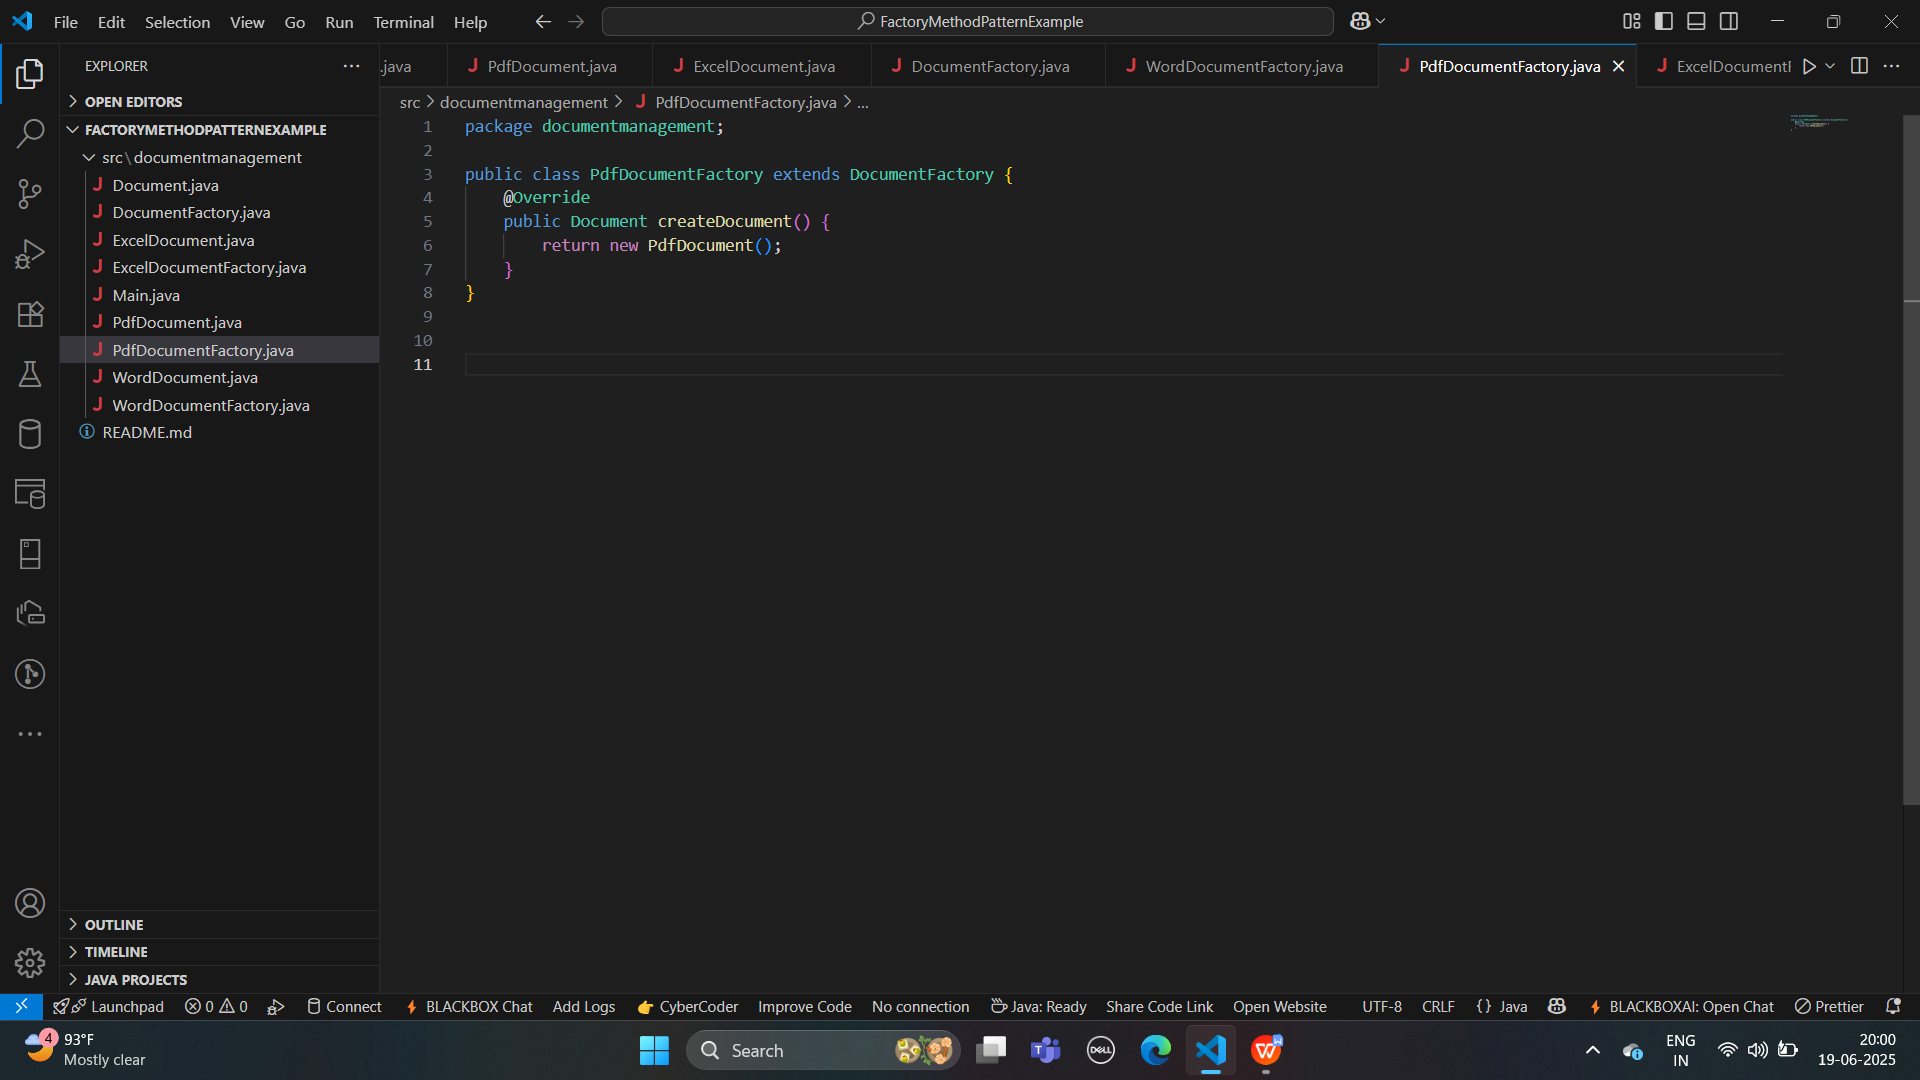 File Edit Selection View Go Run Terminal Help
FactoryMethodPatternExample
EXPLORER
OPEN EDITORS
FACTORYMETHODPATTERNEXAMPLE
src\documentmanagement
J Document.java
J DocumentFactory.java
J ExcelDocument.java
J ExcelDocumentFactory.java
J Main.java
J PdfDocument.java
J PdfDocumentFactory.java
J WordDocument.java
J WordDocumentFactory.java
README.md
OUTLINE
TIMELINE
JAVA PROJECTS
.java J PdfDocument.java J ExcelDocument.java J DocumentFactory.java J WordDocumentFactory.java J PdfDocumentFactory.java J ExcelDocumentF
src > documentmanagement > J PdfDocumentFactory.java > ...
1 package documentmanagement;
2
3 public class PdfDocumentFactory extends DocumentFactory {
4 @Override
5 public Document createDocument() {
6 return new PdfDocument();
7 }
8 }
9
10
11
Launchpad 0 0 Connect BLACKBOX Chat Add Logs CyberCoder Improve Code No connection Java: Ready Share Code Link Open Website UTF-8 CRLF {} Java BLACKBOXAI: Open Chat Prettier
4
93°F
Mostly clear
Search
T
DELL
W
W
ENG
IN
20:00
19-06-2025